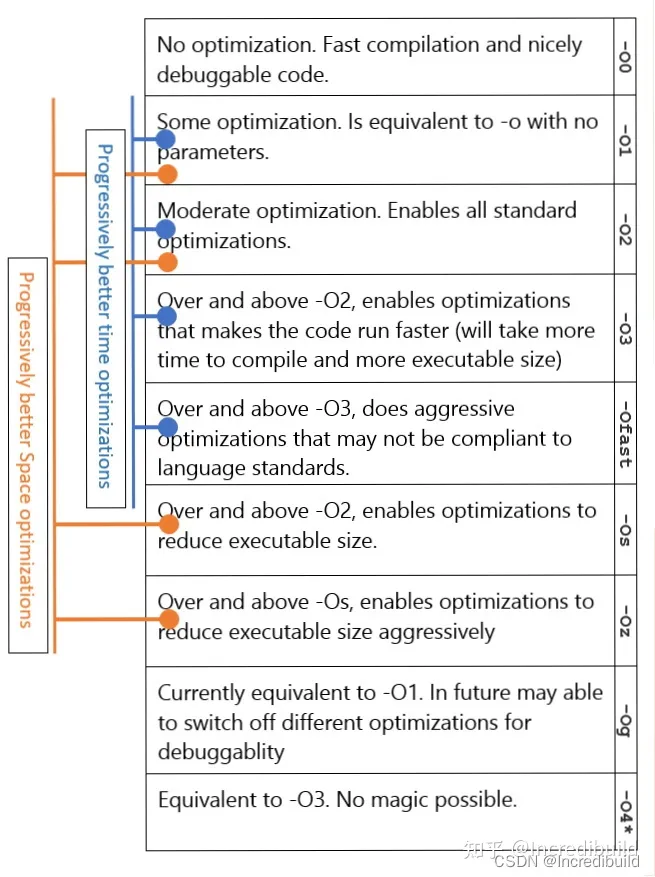 No optimization. Fast compilation and nicely
debuggable code.
-O0
Some optimization. Is equivalent to -o with no
parameters.
-O1
Moderate optimization. Enables all standard
optimizations.
-O2
Over and above -O2, enables optimizations
that makes the code run faster (will take more
time to compile and more executable size)
-O3
Over and above -O3, does aggressive
optimizations that may not be compliant to
language standards.
-Ofast
Over and above -O2, enables optimizations to
reduce executable size.
-Os
Over and above -Os, enables optimizations to
reduce executable size aggressively
-Oz
Currently equivalent to -O1. In future may able
to switch off different optimizations for
debuggablity
-Og
Equivalent to -O3. No magic possible.
-O4*
Progressively better time optimizations
Progressively better Space optimizations
知乎 @Incredibuild
CSDN @Incredibuild